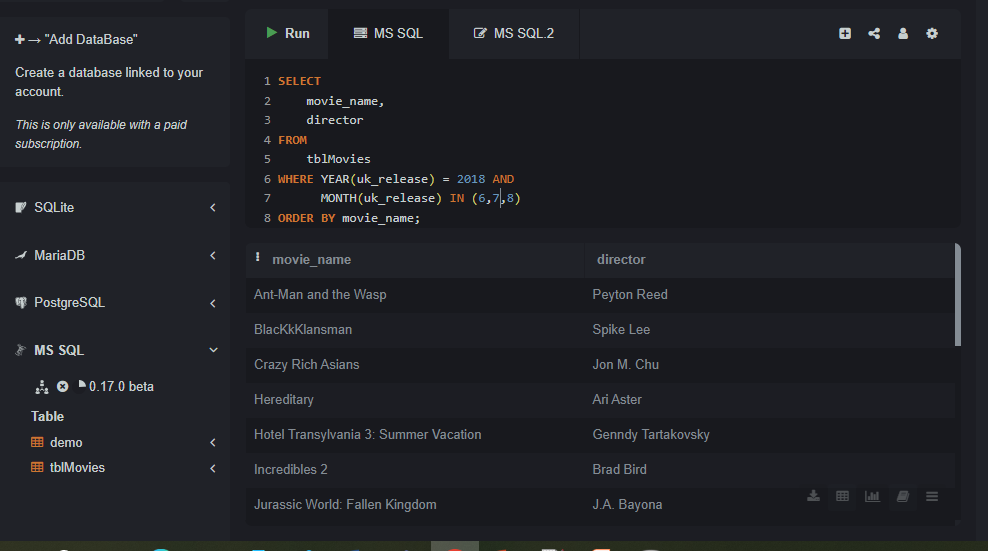 "Add DataBase"
Create a database linked to your
account.
This is only available with a paid
subscription.
SQLite
MariaDB
PostgreSQL
MS SQL
0.17.0 beta
Table
demo
tblMovies
Run
MS SQL
MS SQL.2
1 SELECT
2 movie_name,
3 director
4 FROM
5 tblMovies
6 WHERE YEAR(uk_release) = 2018 AND
7 MONTH(uk_release) IN (6,7,8)
8 ORDER BY movie_name;
movie_name director
Ant-Man and the Wasp Peyton Reed
BlacKkKlansman Spike Lee
Crazy Rich Asians Jon M. Chu
Hereditary Ari Aster
Hotel Transylvania 3: Summer Vacation Genndy Tartakovsky
Incredibles 2 Brad Bird
Jurassic World: Fallen Kingdom J.A. Bayona